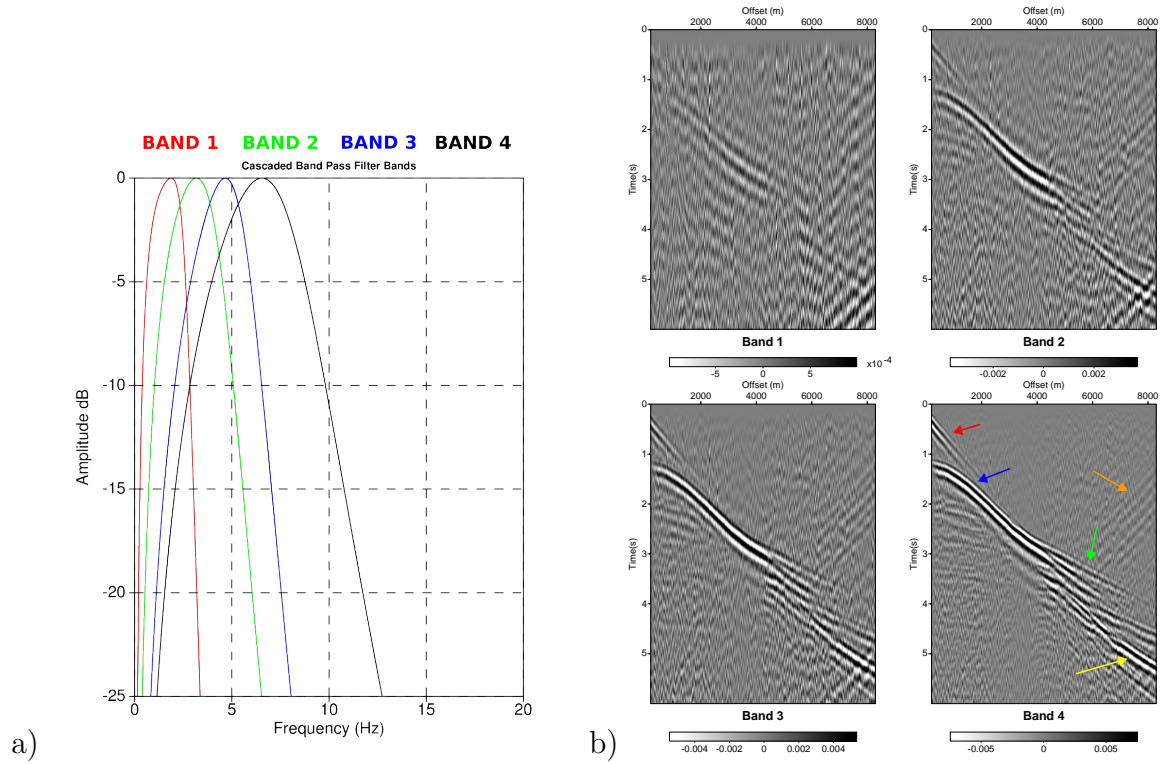 BAND 1 BAND 2 BAND 3 BAND 4
Cascaded Band Pass Filter Bands
Amplitude dB
0
-5
-10
-15
-20
-25
0 5 10 15 20
Frequency (Hz)
a)
Offset (m)
2000 4000 6000 8000
Time(s)
0
1
2
3
4
5
Band 1
-5 0 5 x10⁻⁴
Offset (m)
2000 4000 6000 8000
Time(s)
0
1
2
3
4
5
Band 2
-0.002 0 0.002
Offset (m)
2000 4000 6000 8000
Time(s)
0
1
2
3
4
5
Band 3
-0.004 -0.002 0 0.002 0.004
Offset (m)
2000 4000 6000 8000
Time(s)
0
1
2
3
4
5
Band 4
-0.005 0 0.005
b)